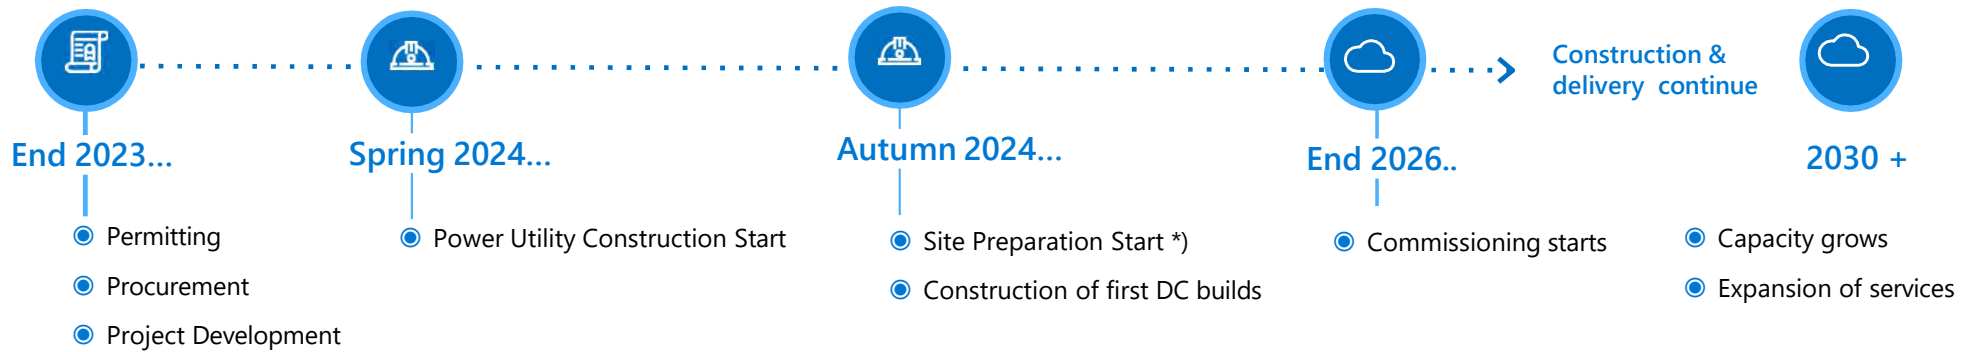 Construction &
delivery continue
End 2023...
Permitting
Procurement
Project Development
Spring 2024...
Power Utility Construction Start
Autumn 2024...
Site Preparation Start *)
Construction of first DC builds
End 2026..
Commissioning starts
2030 +
Capacity grows
Expansion of services